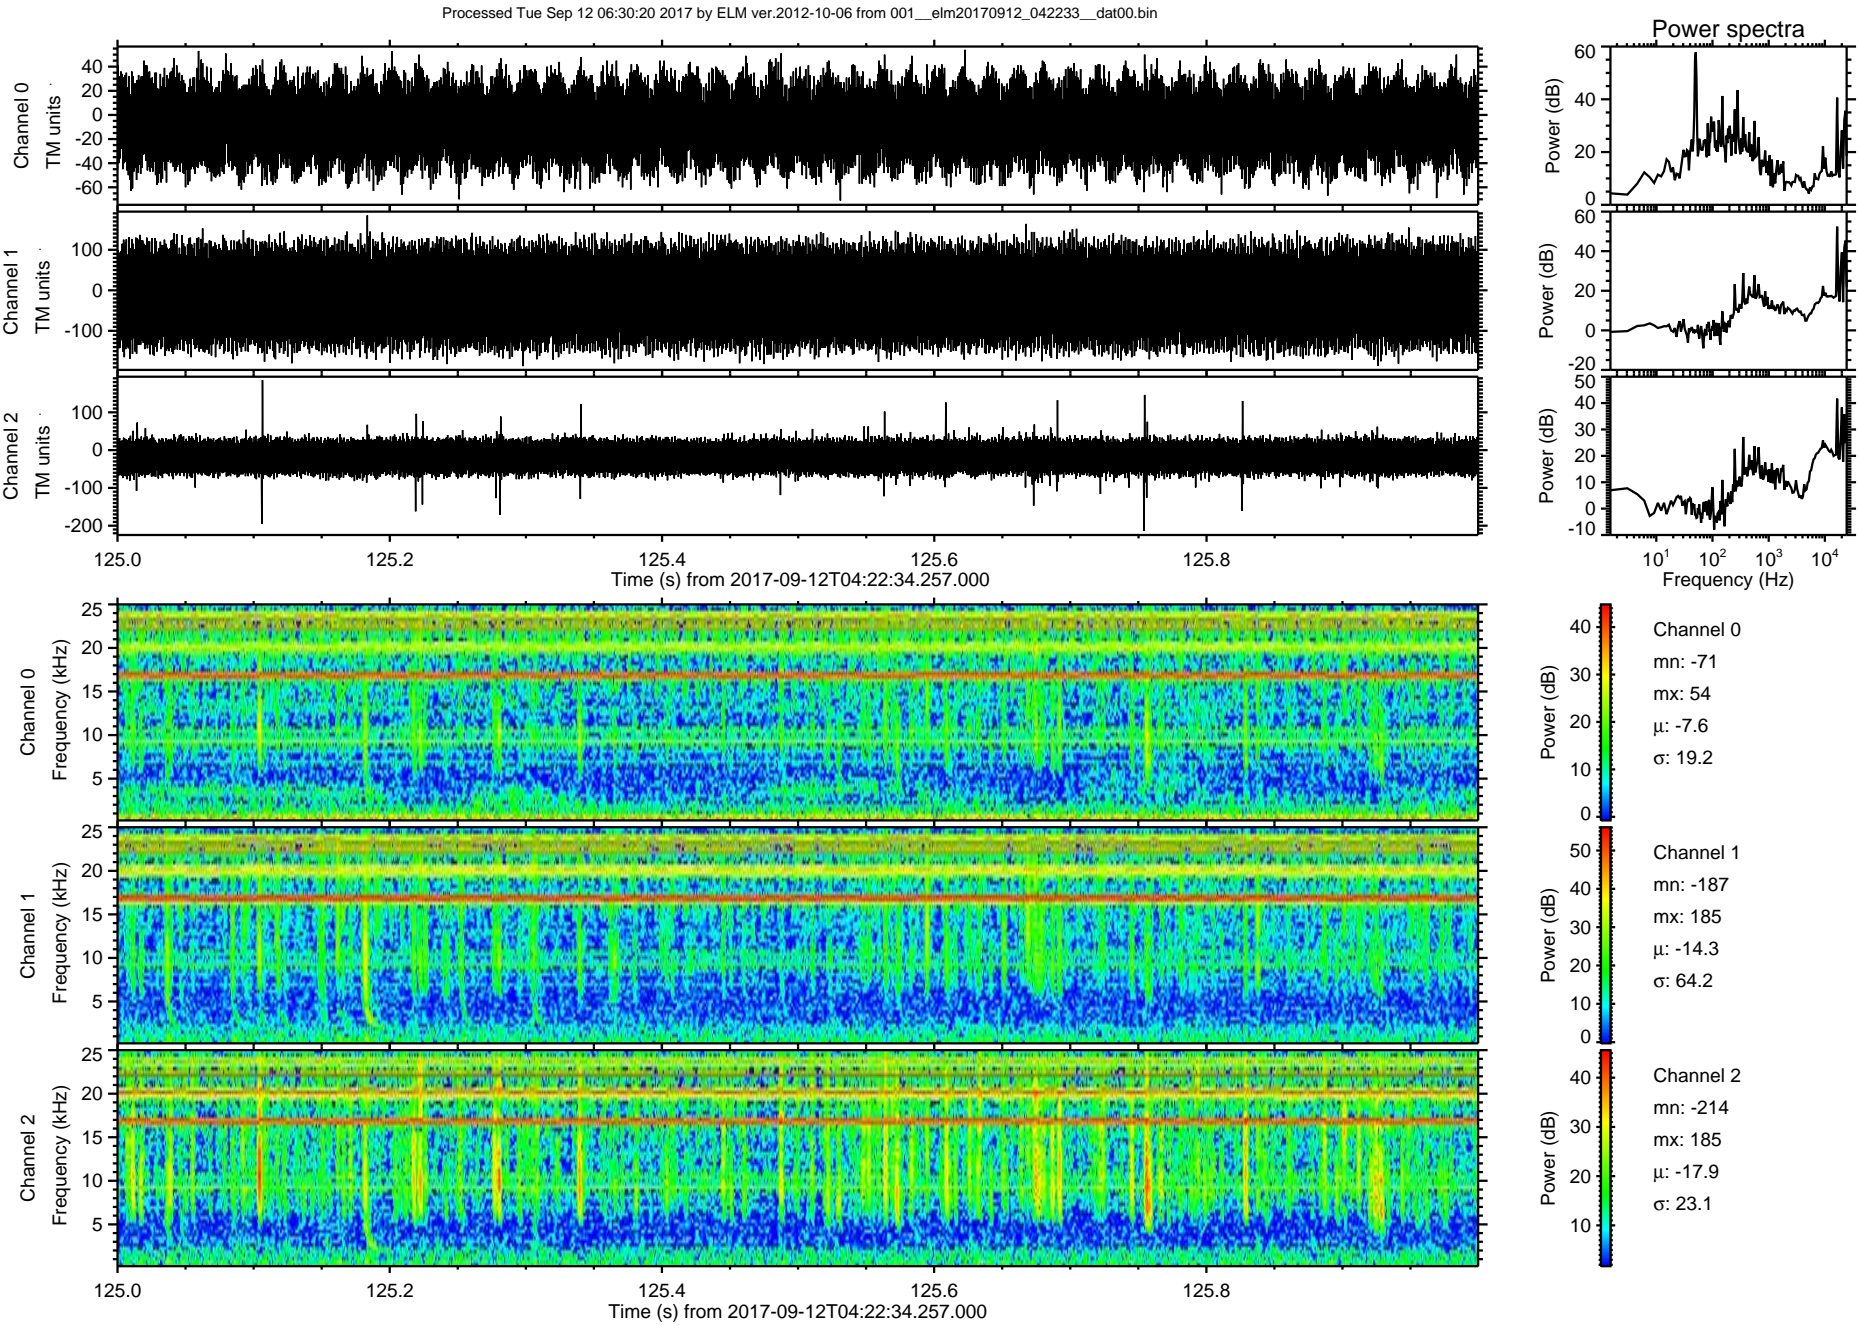 Processed Tue Sep 12 06:30:20 2017 by ELM ver.2012-10-06 from 001__elm20170912_042233__dat00.bin
Power spectra
Channel 0
TM units
40
20
0
-20
-40
-60
Power (dB)
60
40
20
0
Channel 1
TM units
100
0
-100
Power (dB)
60
40
20
0
-20
Channel 2
TM units
100
0
-100
-200
Power (dB)
50
40
30
20
10
0
-10
125.0 125.2 125.4 125.6 125.8
Time (s) from 2017-09-12T04:22:34.257.000
10¹ 10² 10³ 10⁴
Frequency (Hz)
Channel 0
Frequency (kHz)
25
20
15
10
5
Power (dB)
40
30
20
10
0
Channel 0
mn: -71
mx: 54
μ: -7.6
σ: 19.2
Channel 1
Frequency (kHz)
25
20
15
10
5
Power (dB)
50
40
30
20
10
0
Channel 1
mn: -187
mx: 185
μ: -14.3
σ: 64.2
Channel 2
Frequency (kHz)
25
20
15
10
5
Power (dB)
40
30
20
10
Channel 2
mn: -214
mx: 185
μ: -17.9
σ: 23.1
125.0 125.2 125.4 125.6 125.8
Time (s) from 2017-09-12T04:22:34.257.000